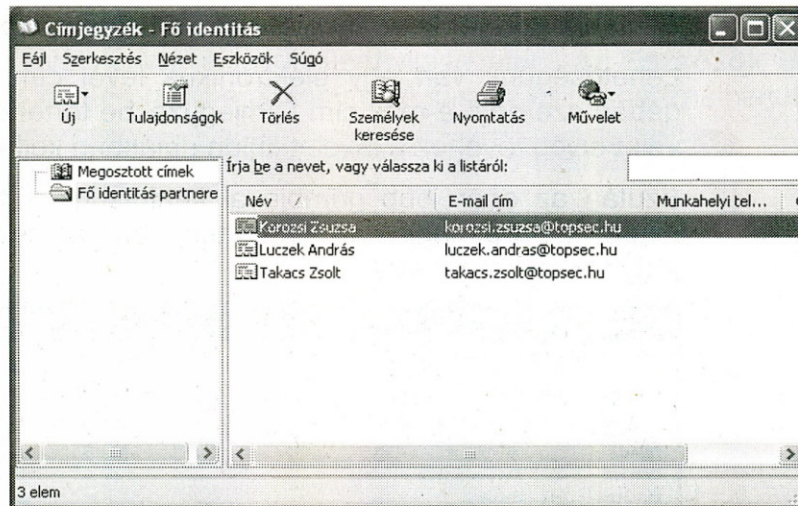 Címjegyzék - Fő identitás
Fájl Szerkesztés Nézet Eszközök Súgó
Új Tulajdonságok Törlés Személyek keresése Nyomtatás Művelet
Megosztott címek
Fő identitás partnere
Írja be a nevet, vagy válassza ki a listáról:
Név E-mail cím Munkahelyi tel...
Korozsi Zsuzsa korozsi.zsuzsa@topsec.hu
Luczek András luczek.andras@topsec.hu
Takacs Zsolt takacs.zsolt@topsec.hu
3 elem